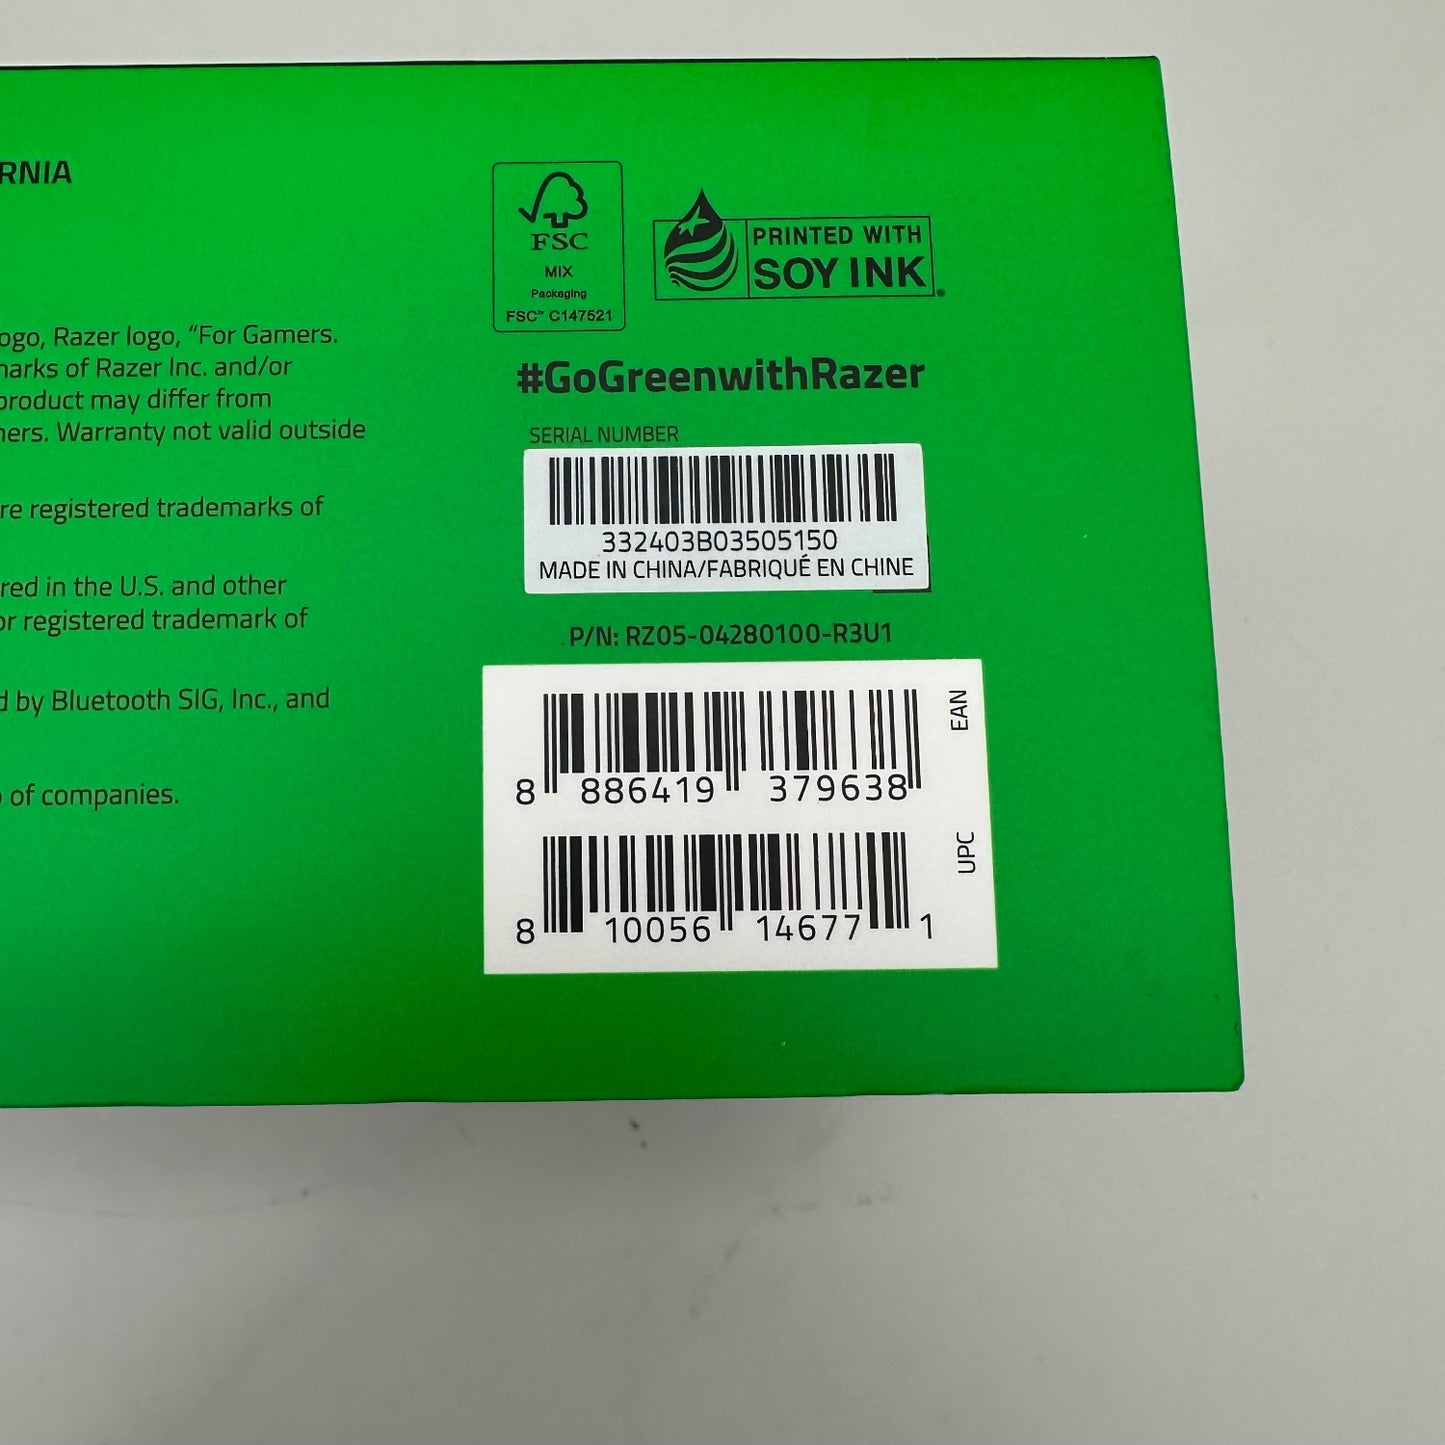 RNIA
ogo, Razer logo, “For Gamers.
marks of Razer Inc. and/or
product may differ from
ners. Warranty not valid outside
re registered trademarks of
red in the U.S. and other
or registered trademark of
d by Bluetooth SIG, Inc., and
of companies.
FSC
MIX
Packaging
FSC™ C147521
PRINTED WITH
SOY INK®
#GoGreenwithRazer
SERIAL NUMBER
332403B03505150
MADE IN CHINA/FABRIQUÉ EN CHINE
P/N: RZ05-04280100-R3U1
EAN
8 886419 379638
UPC
8 10056 14677 1